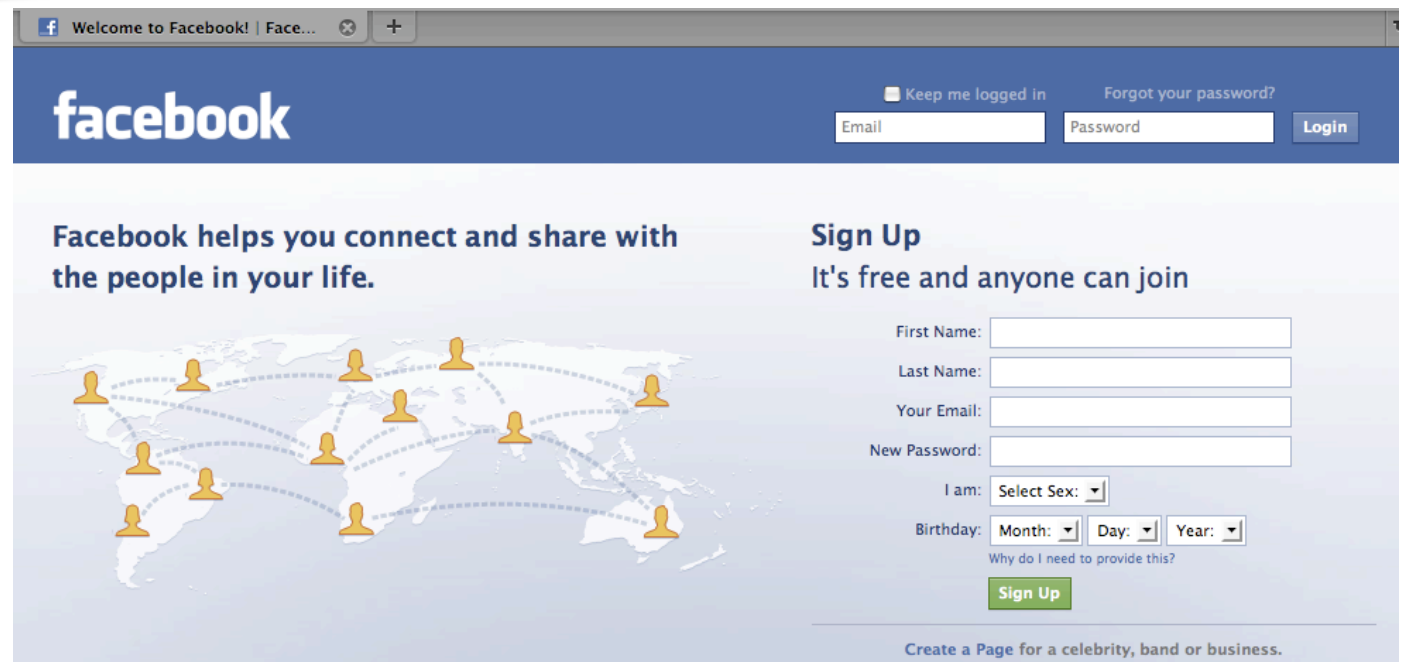 Welcome to Facebook! | Face...
facebook
Keep me logged in
Forgot your password?
Email
Password
Login
Facebook helps you connect and share with
the people in your life.
Sign Up
It's free and anyone can join
First Name:
Last Name:
Your Email:
New Password:
I am: Select Sex:
Birthday: Month: Day: Year:
Why do I need to provide this?
Sign Up
Create a Page for a celebrity, band or business.